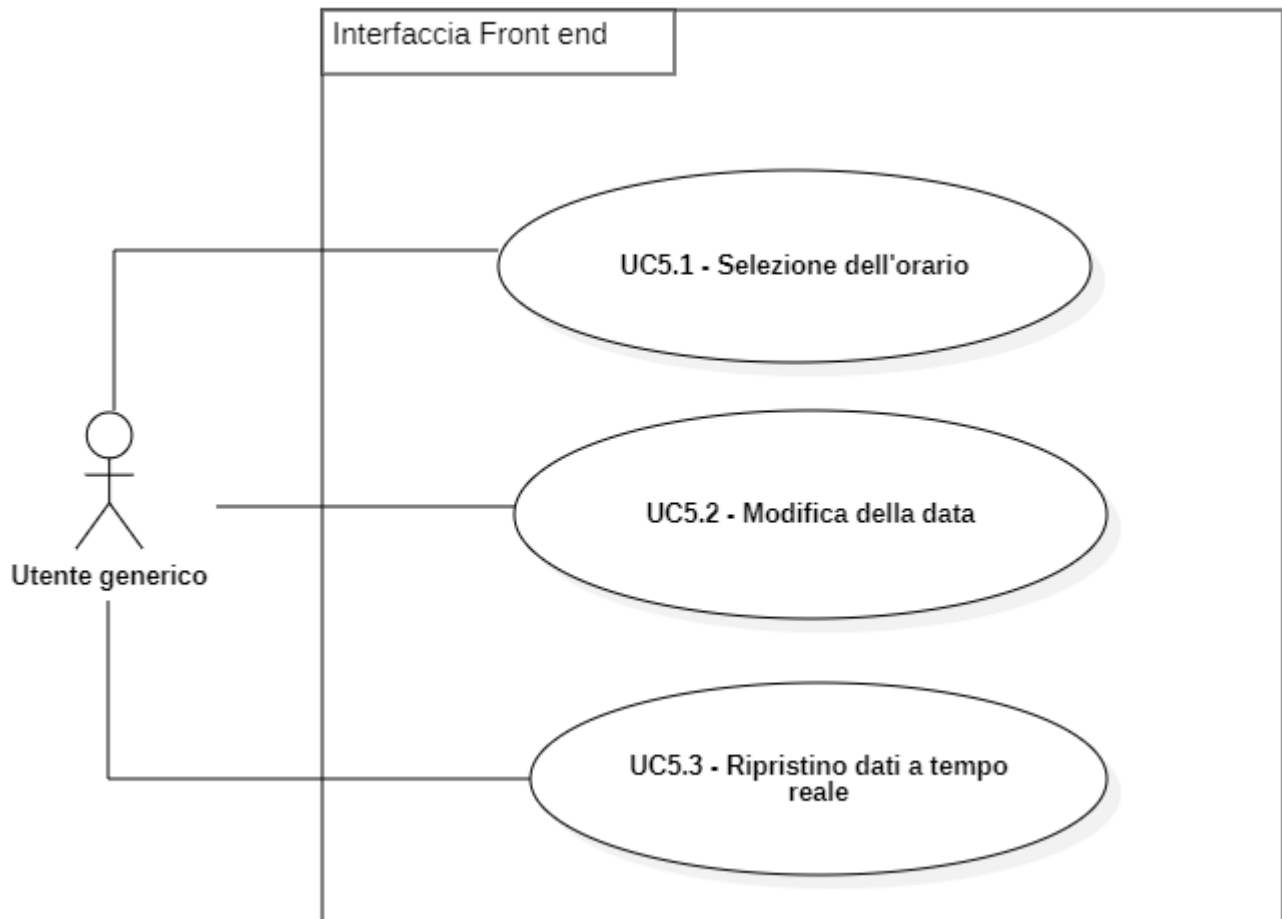 Interfaccia Front end
UC5.1 - Selezione dell'orario
UC5.2 - Modifica della data
Utente generico
UC5.3 - Ripristino dati a tempo
reale